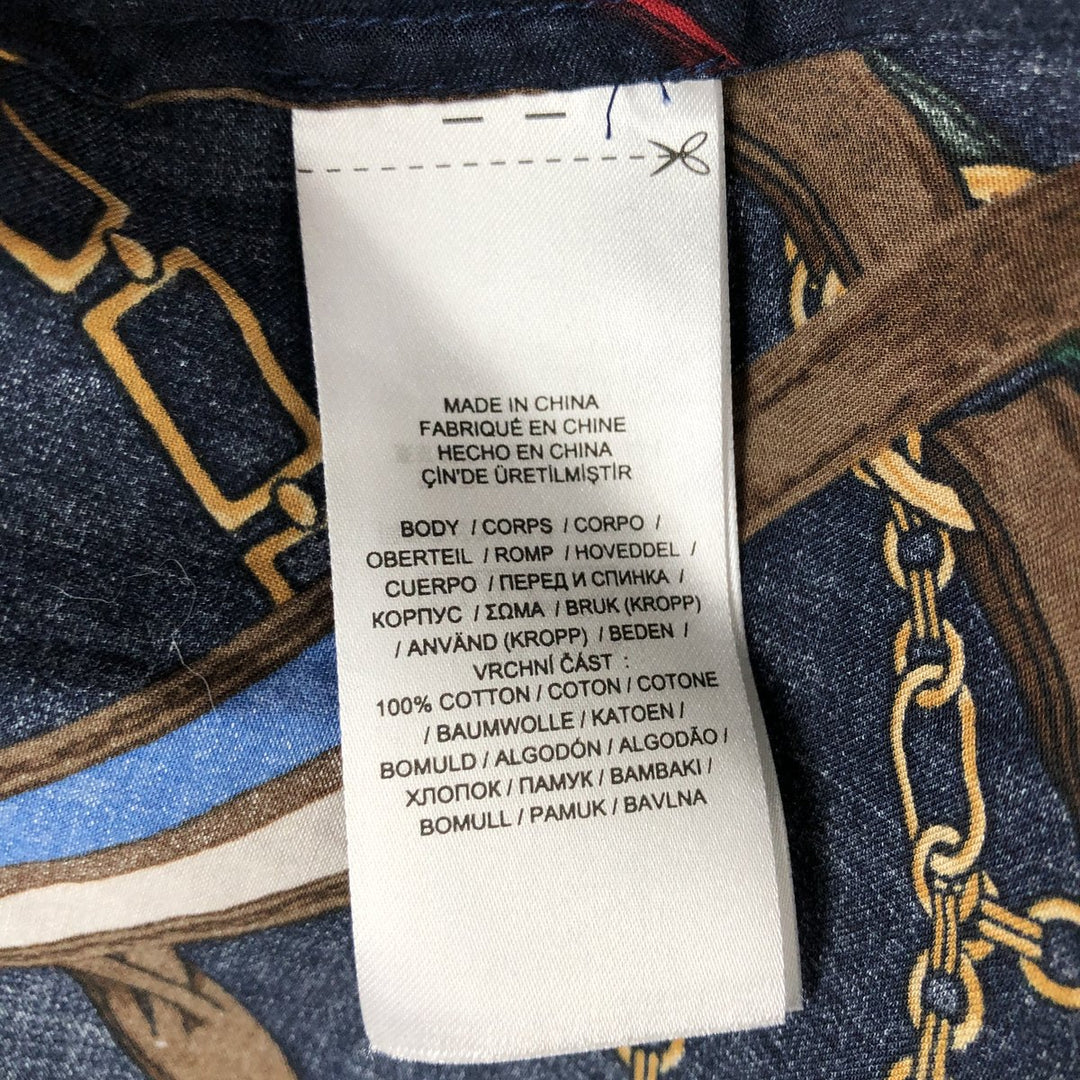 MADE IN CHINA
FABRIQUÉ EN CHINE
HECHO EN CHINA
ÇİN'DE ÜRETİLMİŞTİR
BODY / CORPS / CORPO /
OBERTEIL / ROMP / HOVEDDEL /
CUERPO / ПЕРЕД И СПИНКА /
КОРПУС / ΣΩΜΑ / BRUK (KROPP)
/ ANVÄND (KROPP) / BEDEN /
VRCHNÍ ČÁST :
100% COTTON / COTON / COTONE
/ BAUMWOLLE / KATOEN /
BOMULD / ALGODÓN / ALGODÃO /
ХЛОПОК / ПАМУК / BAMBAKI /
BOMULL / PAMUK / BAVLNA